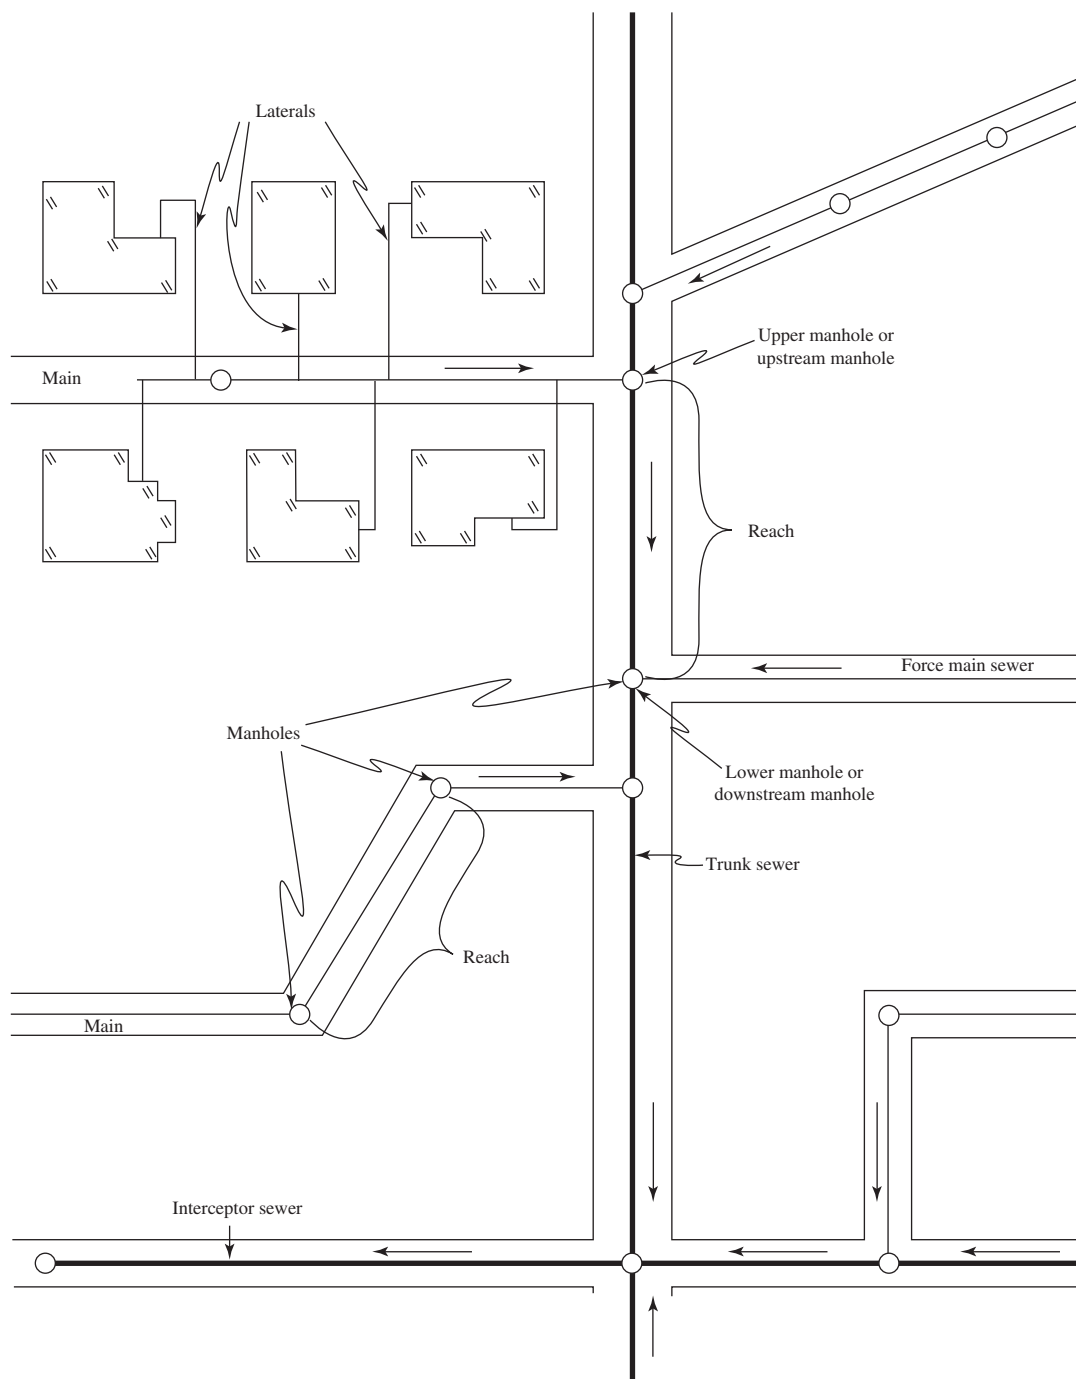 Laterals
Upper manhole or
upstream manhole
Main
Reach
Force main sewer
Manholes
Lower manhole or
downstream manhole
Trunk sewer
Reach
Main
Interceptor sewer